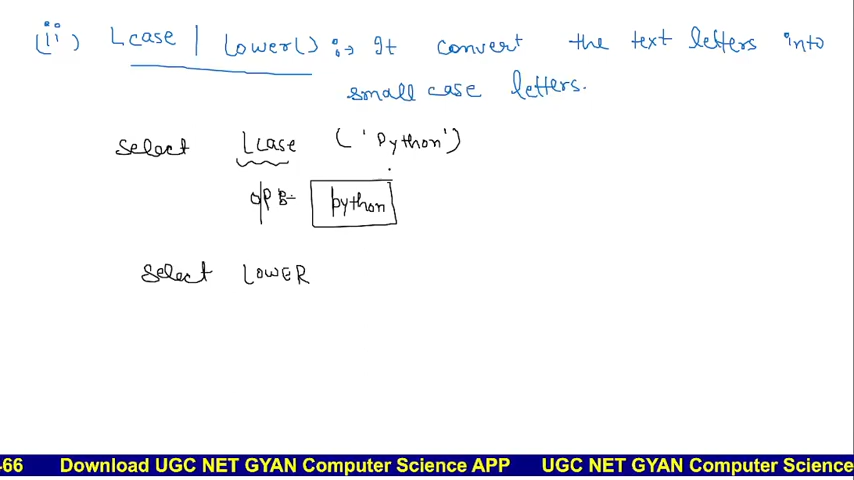 (ii) Lcase | Lower() :→ It convert the text letters into
small case letters.
Select Lcase ('Python')
O/P :- python
Select LOWER
-66 Download UGC NET GYAN Computer Science APP UGC NET GYAN Computer Science